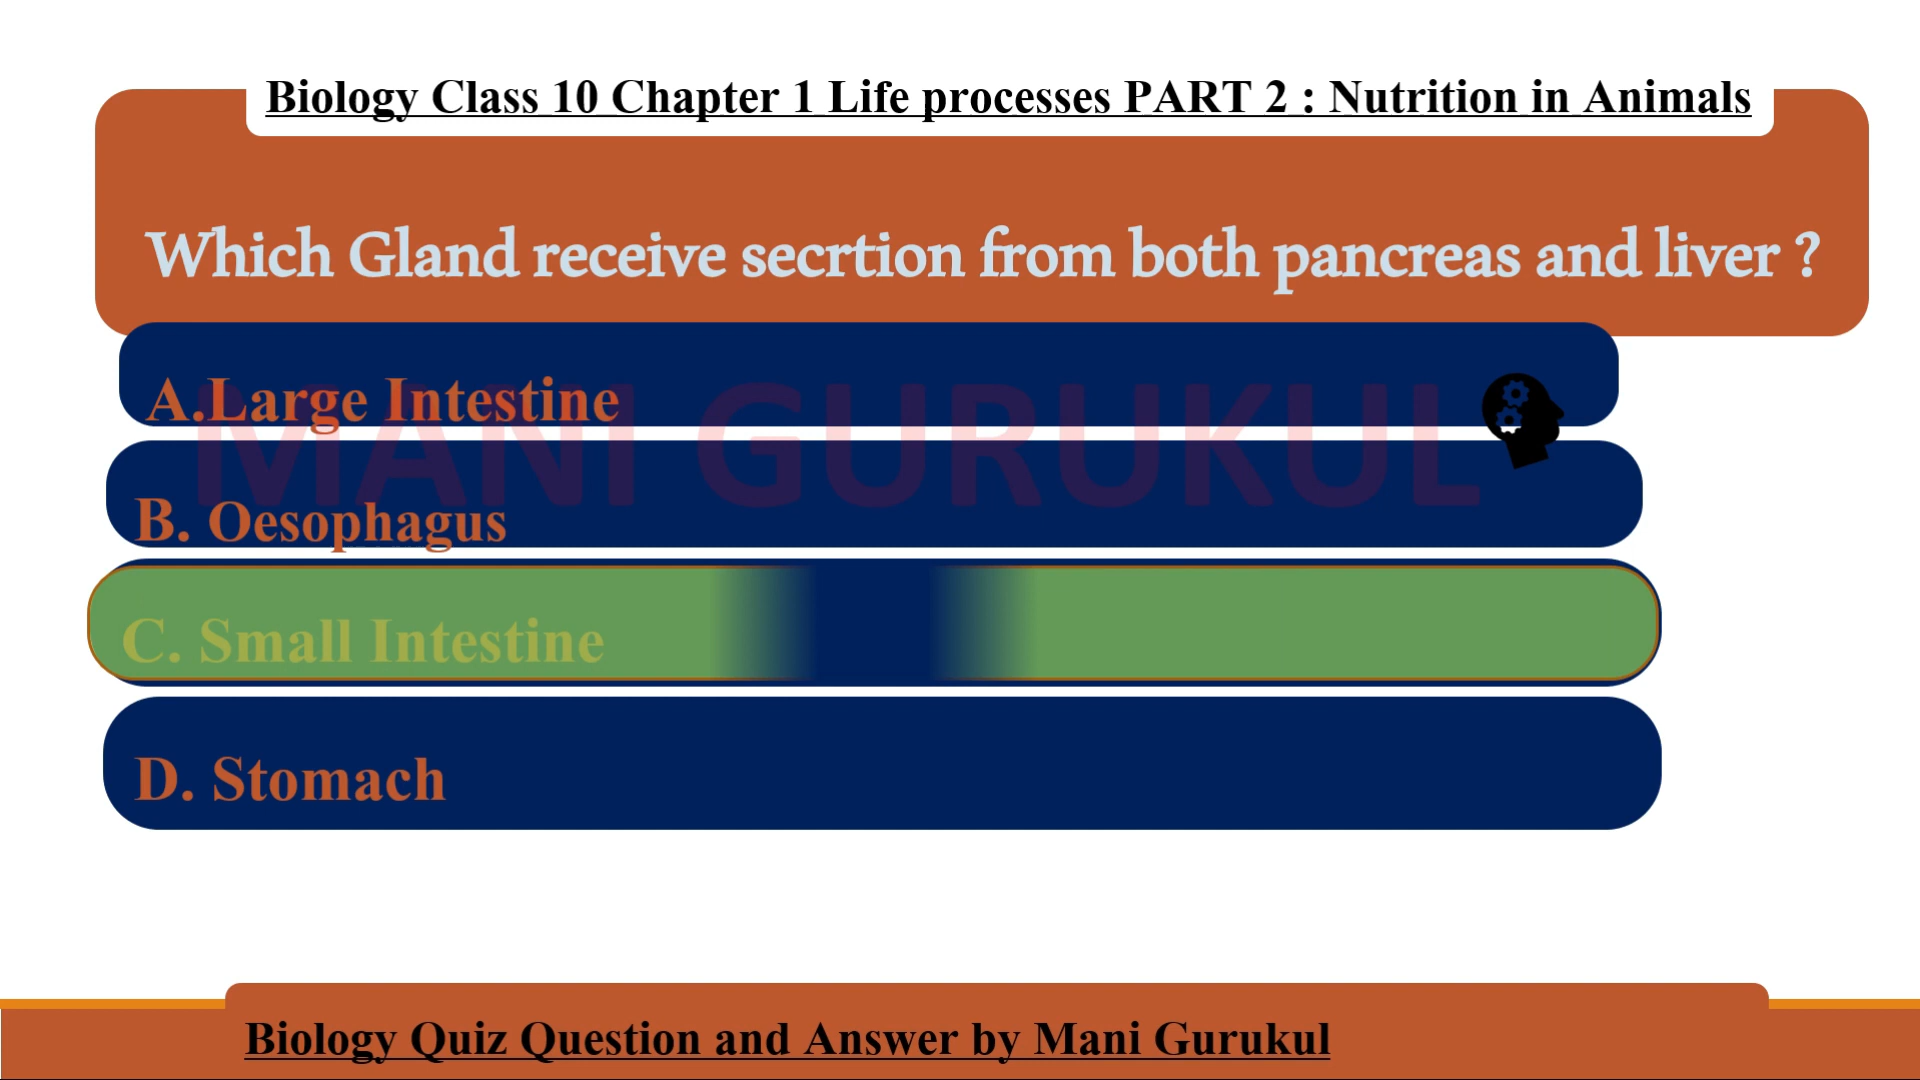 Biology Class 10 Chapter 1 Life processes PART 2 : Nutrition in Animals
Which Gland receive secrtion from both pancreas and liver ?
A.Large Intestine
MANI GURUKUL
B. Oesophagus
C. Small Intestine
D. Stomach
Biology Quiz Question and Answer by Mani Gurukul